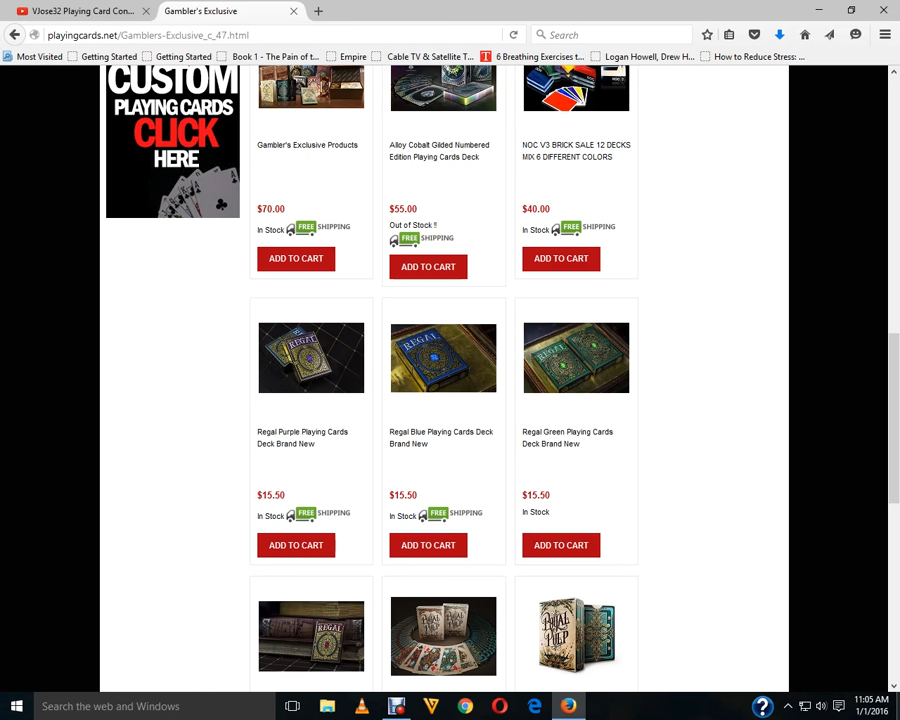 VJose32 Playing Card Con...
Gambler's Exclusive
playingcards.net/Gamblers-Exclusive_c_47.html
Search
Most Visited
Getting Started
Getting Started
Book 1 - The Pain of t...
Empire
Cable TV & Satellite T...
6 Breathing Exercises t...
Logan Howell, Drew H...
How to Reduce Stress: ...
CUSTOM
PLAYING CARDS
CLICK
HERE
Gambler's Exclusive Products
$70.00
In Stock FREE SHIPPING
ADD TO CART
Alloy Cobalt Gilded Numbered
Edition Playing Cards Deck
$55.00
Out of Stock !!
FREE SHIPPING
ADD TO CART
NOC V3 BRICK SALE 12 DECKS
MIX 6 DIFFERENT COLORS
$40.00
In Stock FREE SHIPPING
ADD TO CART
REGAL
Regal Purple Playing Cards
Deck Brand New
$15.50
In Stock FREE SHIPPING
ADD TO CART
REGAL
Regal Blue Playing Cards Deck
Brand New
$15.50
In Stock FREE SHIPPING
ADD TO CART
REGAL
Regal Green Playing Cards
Deck Brand New
$15.50
In Stock
ADD TO CART
REGAL
Search the web and Windows
11:05 AM
1/1/2016